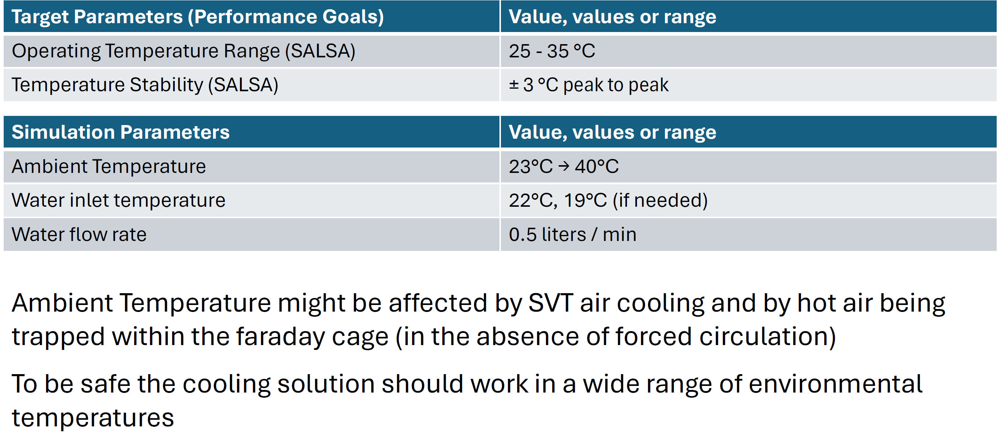 Target Parameters (Performance Goals) Value, values or range
Operating Temperature Range (SALSA) 25 - 35 °C
Temperature Stability (SALSA) ± 3 °C peak to peak
Simulation Parameters Value, values or range
Ambient Temperature 23°C → 40°C
Water inlet temperature 22°C, 19°C (if needed)
Water flow rate 0.5 liters / min
Ambient Temperature might be affected by SVT air cooling and by hot air being
trapped within the faraday cage (in the absence of forced circulation)
To be safe the cooling solution should work in a wide range of environmental
temperatures